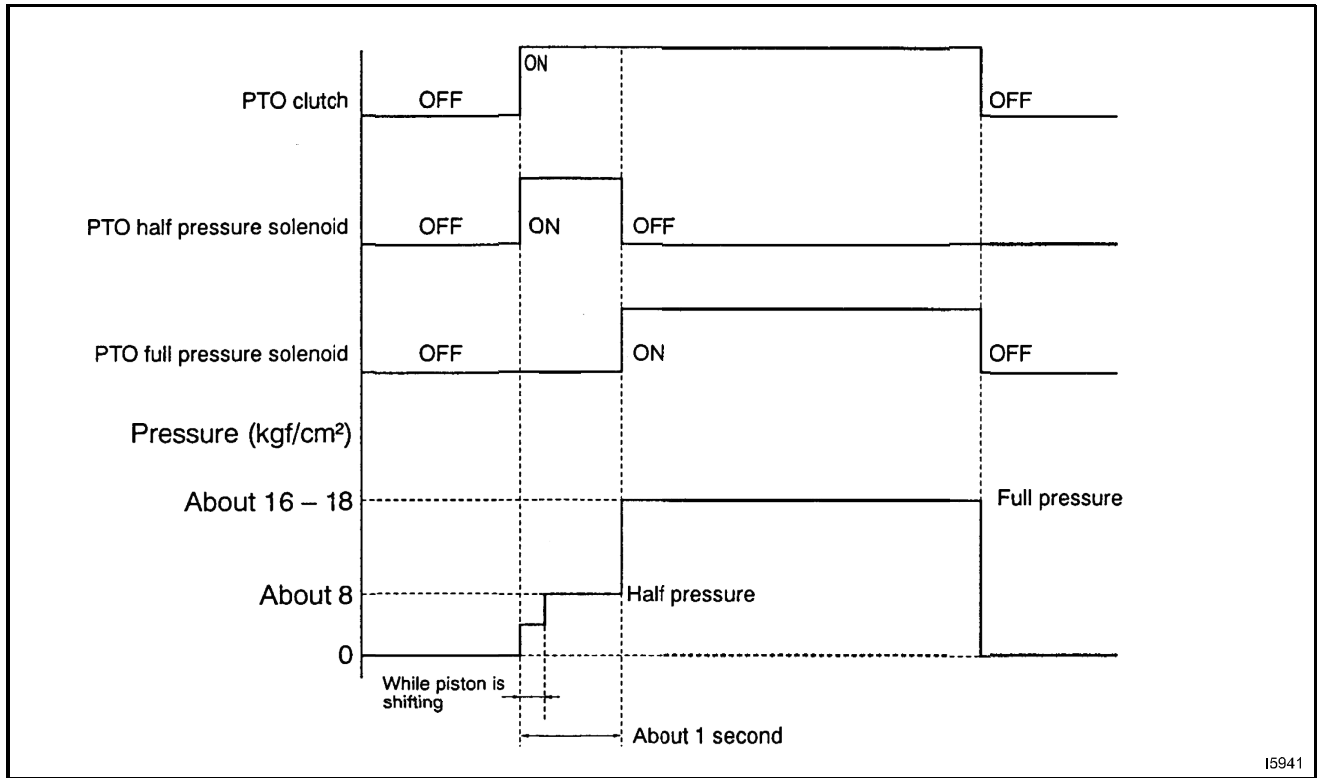 ON
PTO clutch OFF OFF
PTO half pressure solenoid OFF ON OFF
PTO full pressure solenoid OFF ON OFF
Pressure (kgf/cm²)
About 16 – 18 Full pressure
About 8 Half pressure
0
While piston is
shifting
About 1 second
I5941